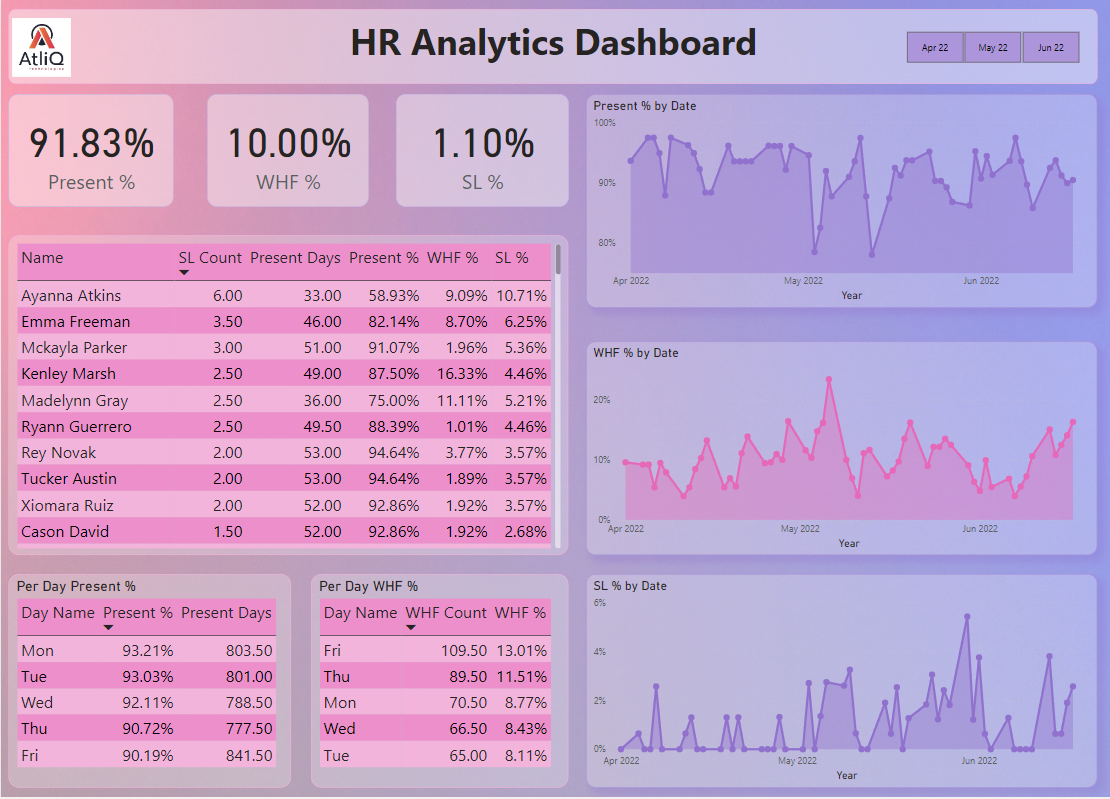 AtliQ
Technologies
HR Analytics Dashboard
Apr 22 May 22 Jun 22
91.83%
Present %
10.00%
WHF %
1.10%
SL %
Name SL Count Present Days Present % WHF % SL %
Ayanna Atkins 6.00 33.00 58.93% 9.09% 10.71%
Emma Freeman 3.50 46.00 82.14% 8.70% 6.25%
Mckayla Parker 3.00 51.00 91.07% 1.96% 5.36%
Kenley Marsh 2.50 49.00 87.50% 16.33% 4.46%
Madelynn Gray 2.50 36.00 75.00% 11.11% 5.21%
Ryann Guerrero 2.50 49.50 88.39% 1.01% 4.46%
Rey Novak 2.00 53.00 94.64% 3.77% 3.57%
Tucker Austin 2.00 53.00 94.64% 1.89% 3.57%
Xiomara Ruiz 2.00 52.00 92.86% 1.92% 3.57%
Cason David 1.50 52.00 92.86% 1.92% 2.68%
Per Day Present %
Day Name Present % Present Days
Mon 93.21% 803.50
Tue 93.03% 801.00
Wed 92.11% 788.50
Thu 90.72% 777.50
Fri 90.19% 841.50
Per Day WHF %
Day Name WHF Count WHF %
Fri 109.50 13.01%
Thu 89.50 11.51%
Mon 70.50 8.77%
Wed 66.50 8.43%
Tue 65.00 8.11%
Present % by Date
100%
90%
80%
Apr 2022 May 2022 Jun 2022
Year
WHF % by Date
20%
10%
0%
Apr 2022 May 2022 Jun 2022
Year
SL % by Date
6%
4%
2%
0%
Apr 2022 May 2022 Jun 2022
Year